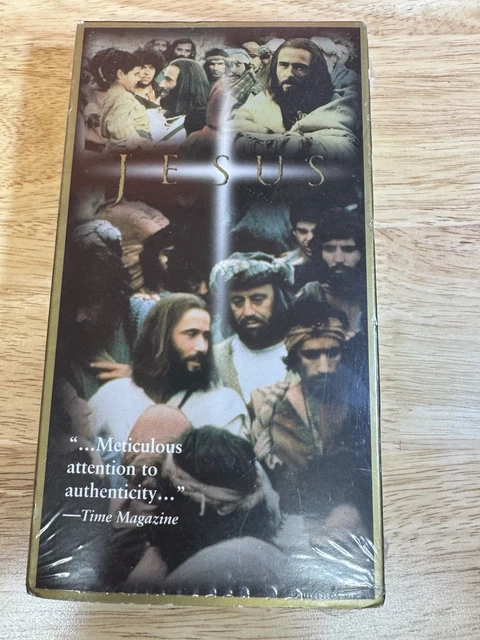 JESUS
“...Meticulous
attention to
authenticity...”
—Time Magazine